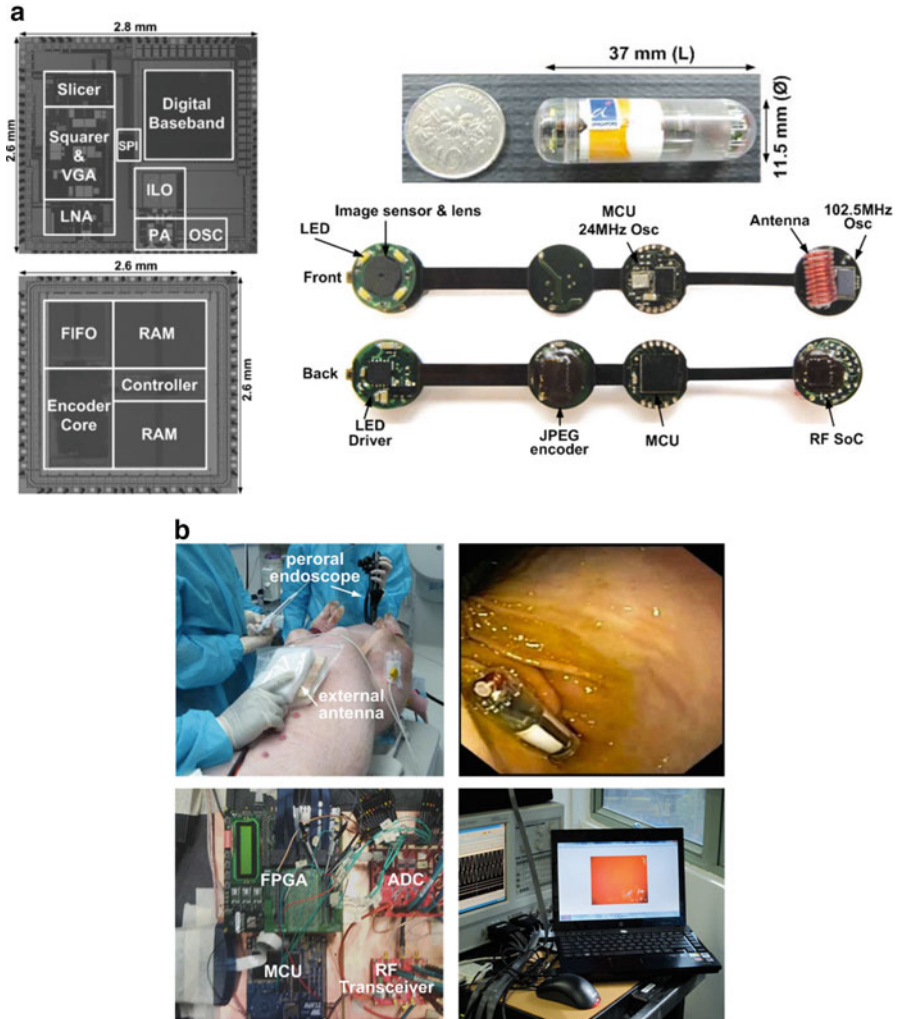 a
2.8 mm
2.6 mm
Slicer
Squarer
&
VGA
LNA
SPI
Digital
Baseband
ILO
PA
OSC
2.6 mm
2.6 mm
FIFO
RAM
Encoder
Core
Controller
RAM
37 mm (L)
11.5 mm (Ø)
Image sensor & lens
LED
MCU
24MHz Osc
Antenna
102.5MHz
Osc
Front
Back
LED
Driver
JPEG
encoder
MCU
RF SoC
b
peroral
endoscope
external
antenna
FPGA
ADC
MCU
RF
Transceiver